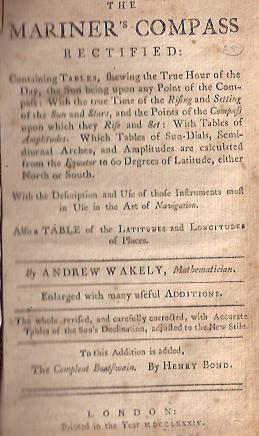 THE
MARINER's COMPASS
RECTIFIED:
Containing TABLES, ſhewing the True Hour of the
Day, the Sun being upon any Point of the Com-
paſs: With the true Time of the Riſing and Setting
of the Sun and Stars, and the Points of the Compaſs
upon which they Riſe and Set: With Tables of
Amplitudes. Which Tables of Sun-Dials, Semi-
diurnal Arches, and Amplitudes are calculated
from the Equator to 60 Degrees of Latitude, either
North or South.
With the Deſcription and Uſe of thoſe Inſtruments moſt
in Uſe in the Art of Navigation.
Alſo a TABLE of the LATITUDES and LONGITUDES
of Places.
By ANDREW WAKELY, Mathematician.
Enlarged with many uſeful ADDITIONS.
The whole reviſed, and carefully corrected, with Accurate
Tables of the Sun's Declination, adjuſted to the New Stile.
To this Addition is added,
The Compleat Boatſwain. By HENRY BOND.
LONDON:
Printed in the Year MDCCLXXXIV.